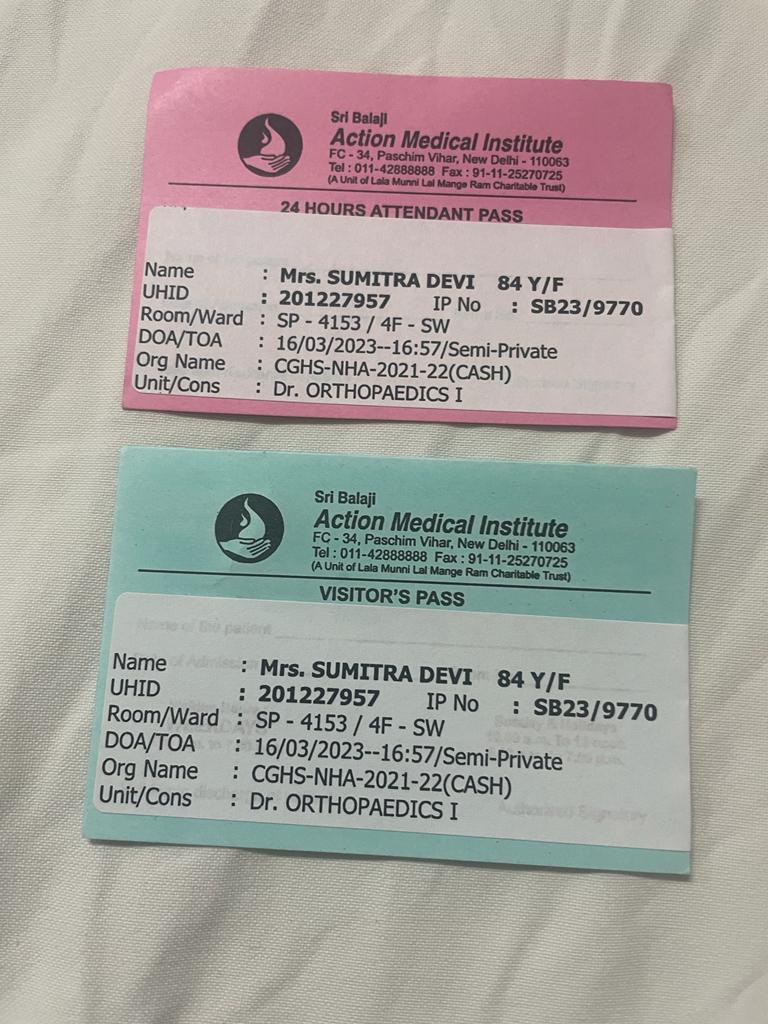 Sri Balaji
Action Medical Institute
FC - 34, Paschim Vihar, New Delhi - 110063
Tel : 011-42888888 Fax : 91-11-25270725
(A Unit of Lala Munni Lal Mange Ram Charitable Trust)
24 HOURS ATTENDANT PASS
Name : Mrs. SUMITRA DEVI 84 Y/F
UHID : 201227957 IP No : SB23/9770
Room/Ward : SP - 4153 / 4F - SW
DOA/TOA : 16/03/2023--16:57/Semi-Private
Org Name : CGHS-NHA-2021-22(CASH)
Unit/Cons : Dr. ORTHOPAEDICS I
Sri Balaji
Action Medical Institute
FC - 34, Paschim Vihar, New Delhi - 110063
Tel : 011-42888888 Fax : 91-11-25270725
(A Unit of Lala Munni Lal Mange Ram Charitable Trust)
VISITOR'S PASS
Name of the patient
Name : Mrs. SUMITRA DEVI 84 Y/F
UHID : 201227957 IP No : SB23/9770
Room/Ward : SP - 4153 / 4F - SW
DOA/TOA : 16/03/2023--16:57/Semi-Private
Org Name : CGHS-NHA-2021-22(CASH)
Unit/Cons : Dr. ORTHOPAEDICS I
Authorised Signatory